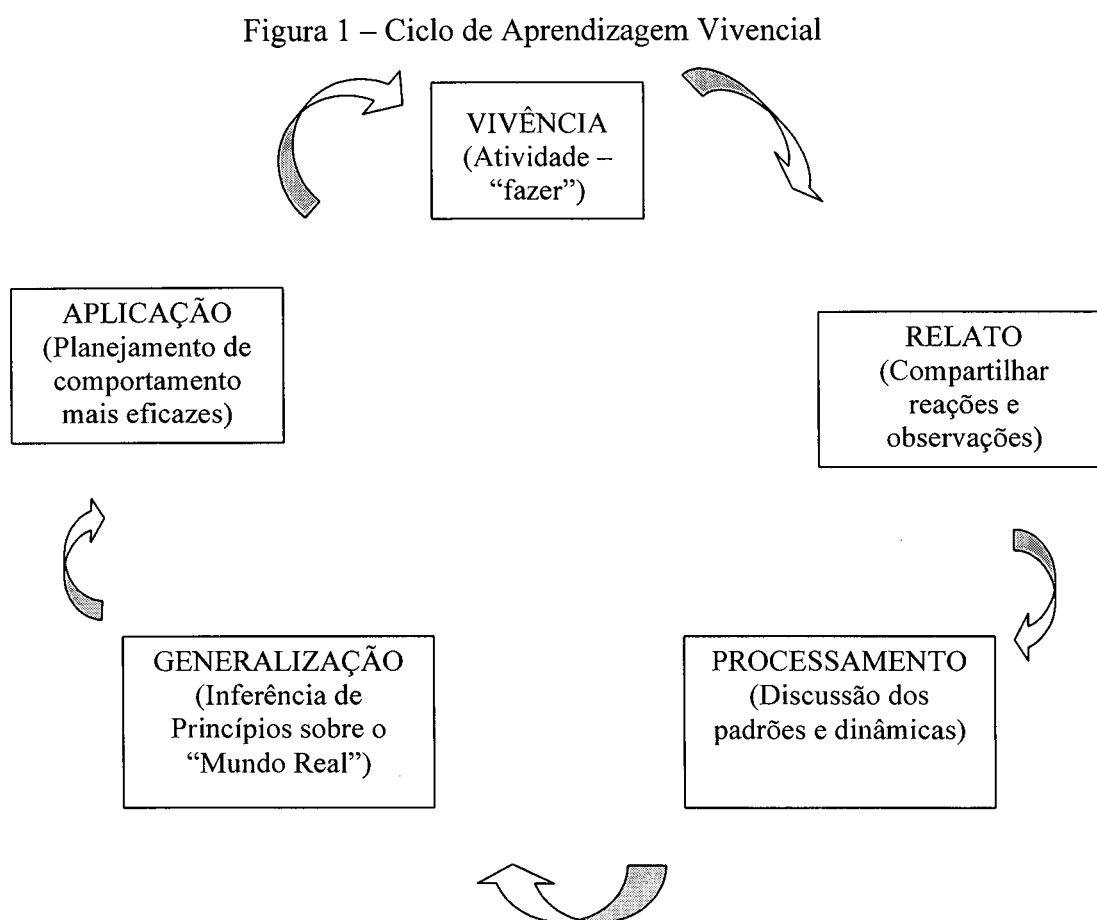 Figura 1 – Ciclo de Aprendizagem Vivencial
VIVÊNCIA
(Atividade –
“fazer”)
APLICAÇÃO
(Planejamento de
comportamento
mais eficazes)
RELATO
(Compartilhar
reações e
observações)
GENERALIZAÇÃO
(Inferência de
Princípios sobre o
“Mundo Real”)
PROCESSAMENTO
(Discussão dos
padrões e dinâmicas)